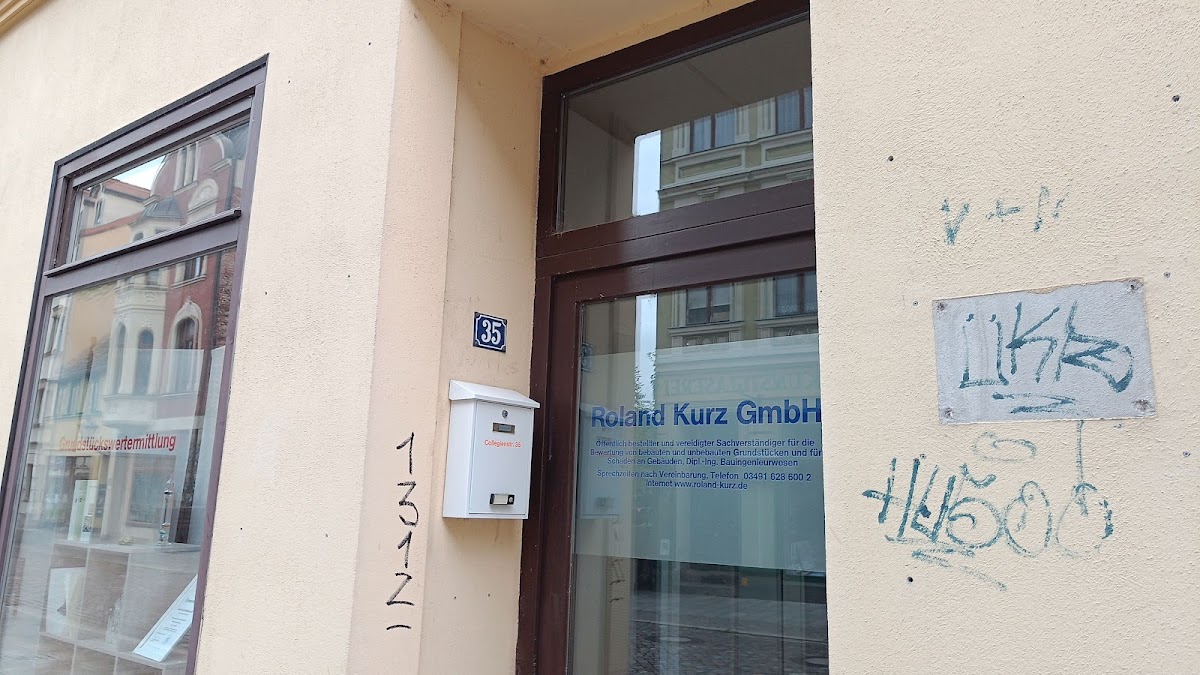 Grundstückswertermittlung
1312
35
Collegienstr. 35
Roland Kurz GmbH
Öffentlich bestellter und vereidigter Sachverständiger für die
Bewertung von bebauten und unbebauten Grundstücken und für
Schäden an Gebäuden, Dipl.-Ing. Bauingenieurwesen
Sprechzeiten nach Vereinbarung, Telefon 03491 628 600 2
Internet www.roland-kurz.de